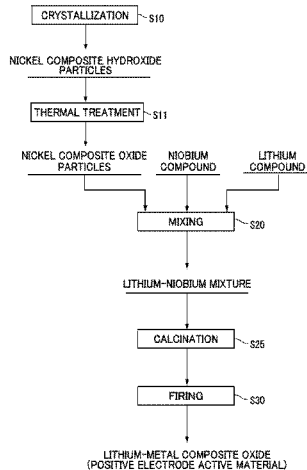 CRYSTALLIZATION
S10
NICKEL COMPOSITE HYDROXIDE
PARTICLES
THERMAL TREATMENT
S11
NICKEL COMPOSITE OXIDE
PARTICLES
NIOBIUM
COMPOUND
LITHIUM
COMPOUND
MIXING
S20
LITHIUM-NIOBIUM MIXTURE
CALCINATION
S25
FIRING
S30
LITHIUM-METAL COMPOSITE OXIDE
(POSITIVE ELECTRODE ACTIVE MATERIAL)